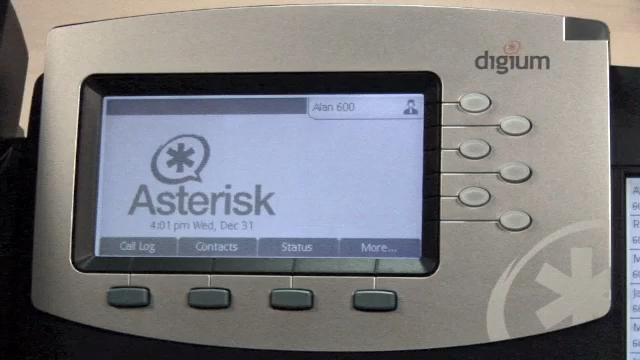 digium
Alan 600
Asterisk
4:01 pm Wed, Dec 31
Call Log
Contacts
Status
More...